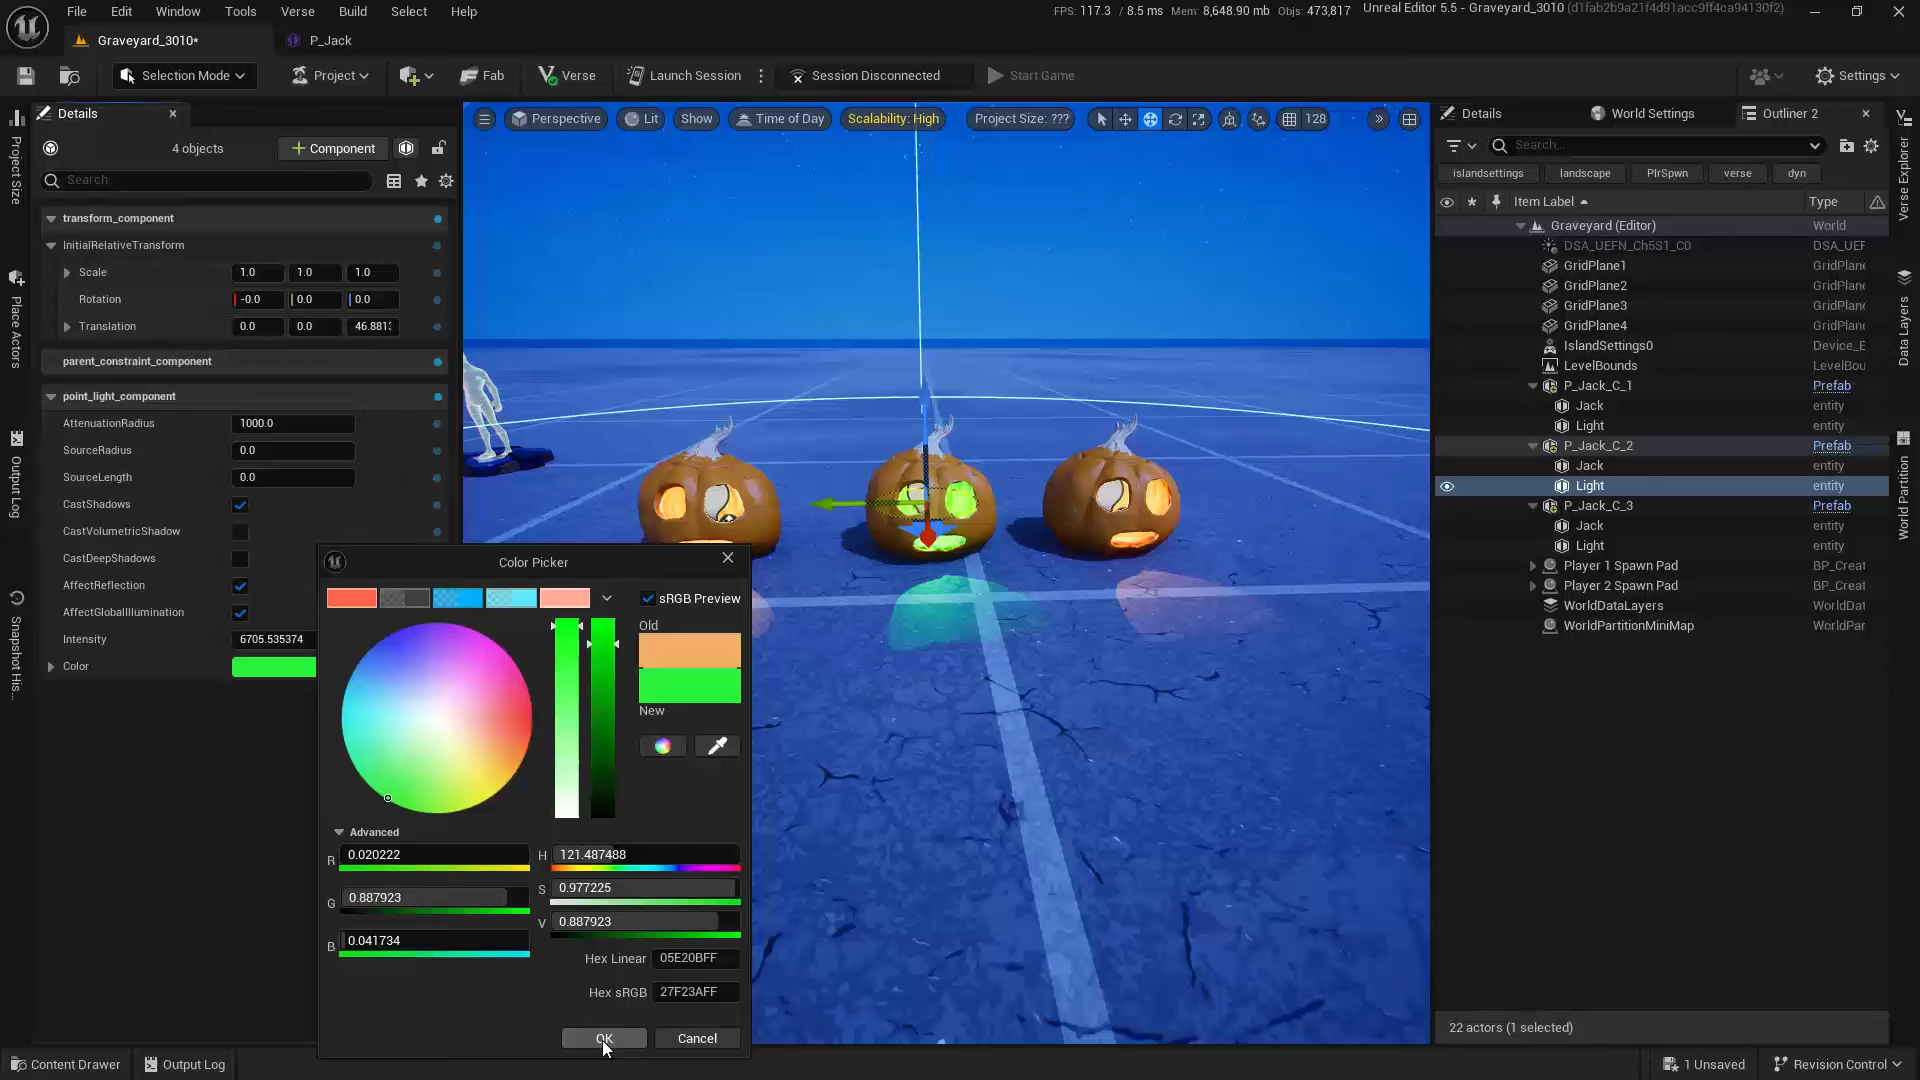 File Edit Window Tools Verse Build Select Help
FPS: 117.3 / 8.5 ms Mem: 8,648.90 mb Objs: 473,817
Unreal Editor 5.5 - Graveyard_3010 (d1fab2b9a21f4d91acc9ff4ca94130f2)
Graveyard_3010*
P_Jack
Selection Mode
Project
Fab
Verse
Launch Session
Session Disconnected
Start Game
Settings
Project Size
Place Actors
Output Log
Snapshot His...
Details
4 objects
Component
Search
transform_component
InitialRelativeTransform
Scale 1.0 1.0 1.0
Rotation -0.0 0.0 0.0
Translation 0.0 0.0 46.881
parent_constraint_component
point_light_component
AttenuationRadius 1000.0
SourceRadius 0.0
SourceLength 0.0
CastShadows
CastVolumetricShadow
CastDeepShadows
AffectReflection
AffectGlobalIllumination
Intensity 6705.535374
Color
Perspective Lit Show Time of Day Scalability: High Project Size: ??? 128
Color Picker
sRGB Preview
Old
New
Advanced
R 0.020222
G 0.887923
B 0.041734
H 121.487488
S 0.977225
V 0.887923
Hex Linear 05E20BFF
Hex sRGB 27F23AFF
OK
Cancel
Details
World Settings
Outliner 2
Search...
islandsettings landscape PlrSpwn verse dyn
Item Label Type
Graveyard (Editor) World
DSA_UEFN_Ch5S1_C0 DSA_UEF
GridPlane1 GridPlane
GridPlane2 GridPlane
GridPlane3 GridPlane
GridPlane4 GridPlane
IslandSettings0 Device_E
LevelBounds LevelBou
P_Jack_C_1 Prefab
Jack entity
Light entity
P_Jack_C_2 Prefab
Jack entity
Light entity
P_Jack_C_3 Prefab
Jack entity
Light entity
Player 1 Spawn Pad BP_Creat
Player 2 Spawn Pad BP_Creat
WorldDataLayers WorldDat
WorldPartitionMiniMap WorldPar
22 actors (1 selected)
Verse Explorer
Data Layers
World Partition
Content Drawer
Output Log
1 Unsaved
Revision Control